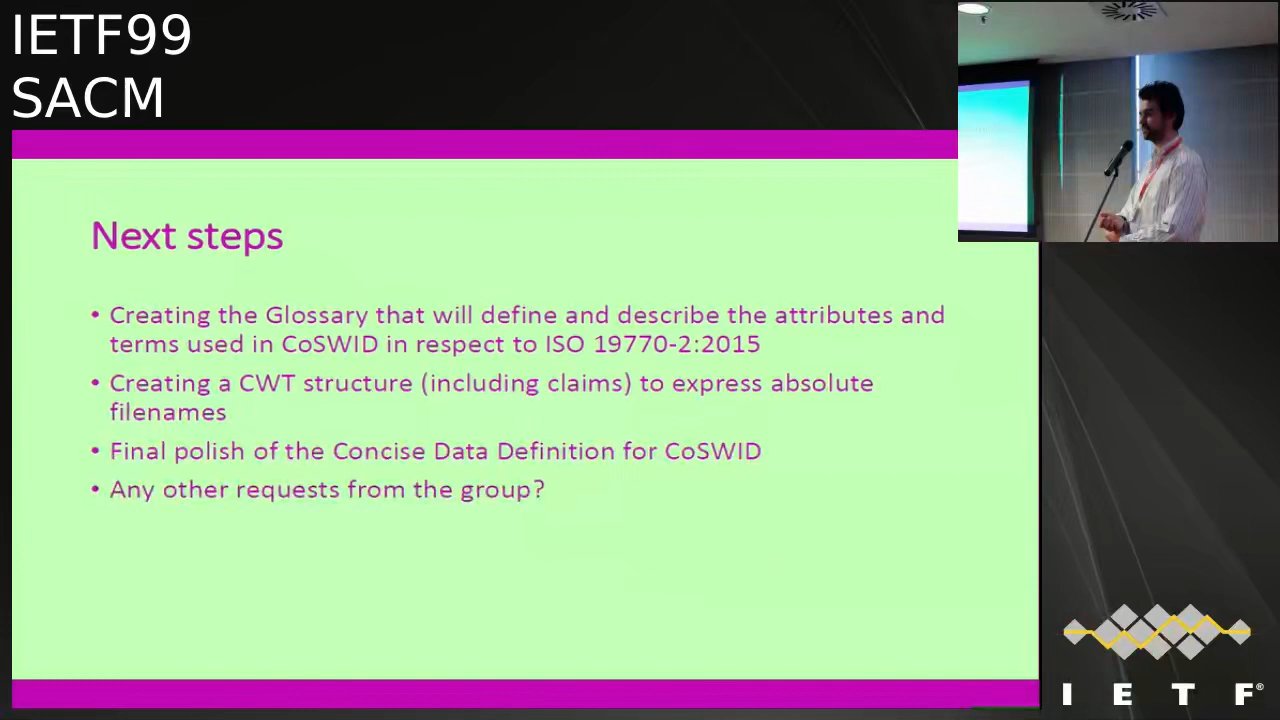 IETF99
SACM
Next steps
• Creating the Glossary that will define and describe the attributes and
terms used in CoSWID in respect to ISO 19770-2:2015
• Creating a CWT structure (including claims) to express absolute
filenames
• Final polish of the Concise Data Definition for CoSWID
• Any other requests from the group?
I E T F®